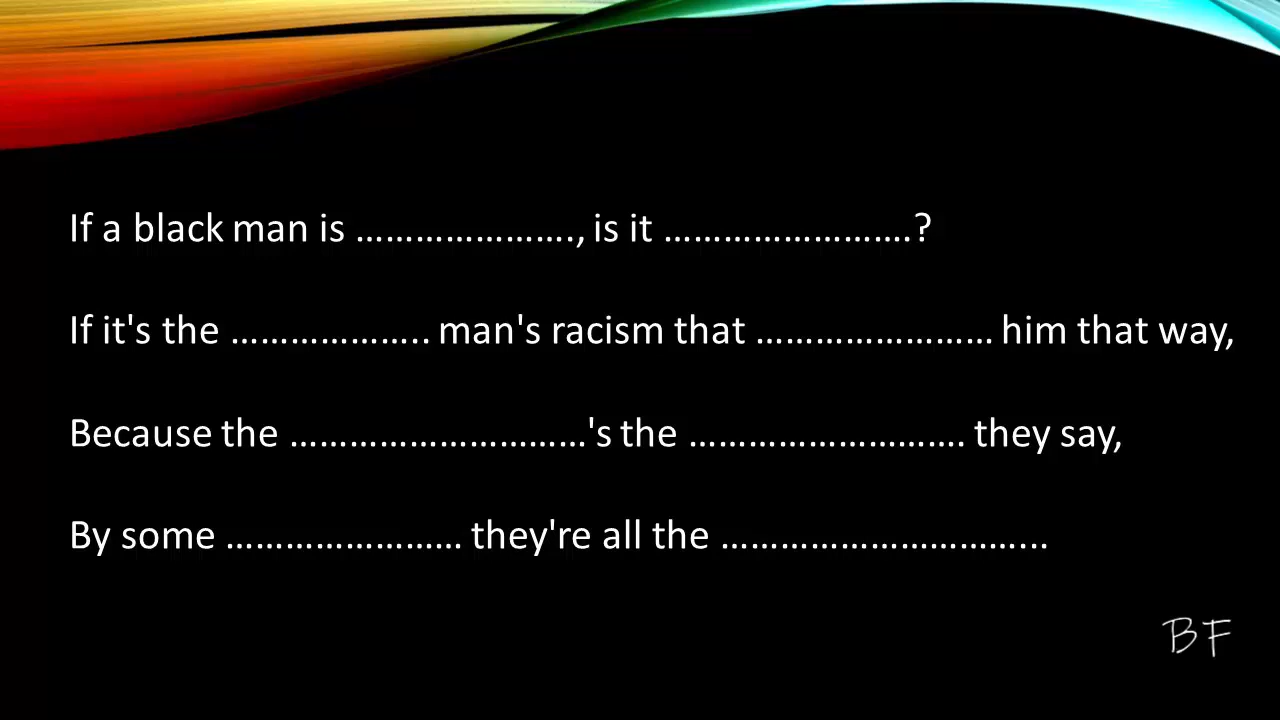 If a black man is …………………., is it …………………….?
If it's the ……………….. man's racism that …………………… him that way,
Because the …………………………'s the ………………………. they say,
By some …………………… they're all the …………………………...
BF